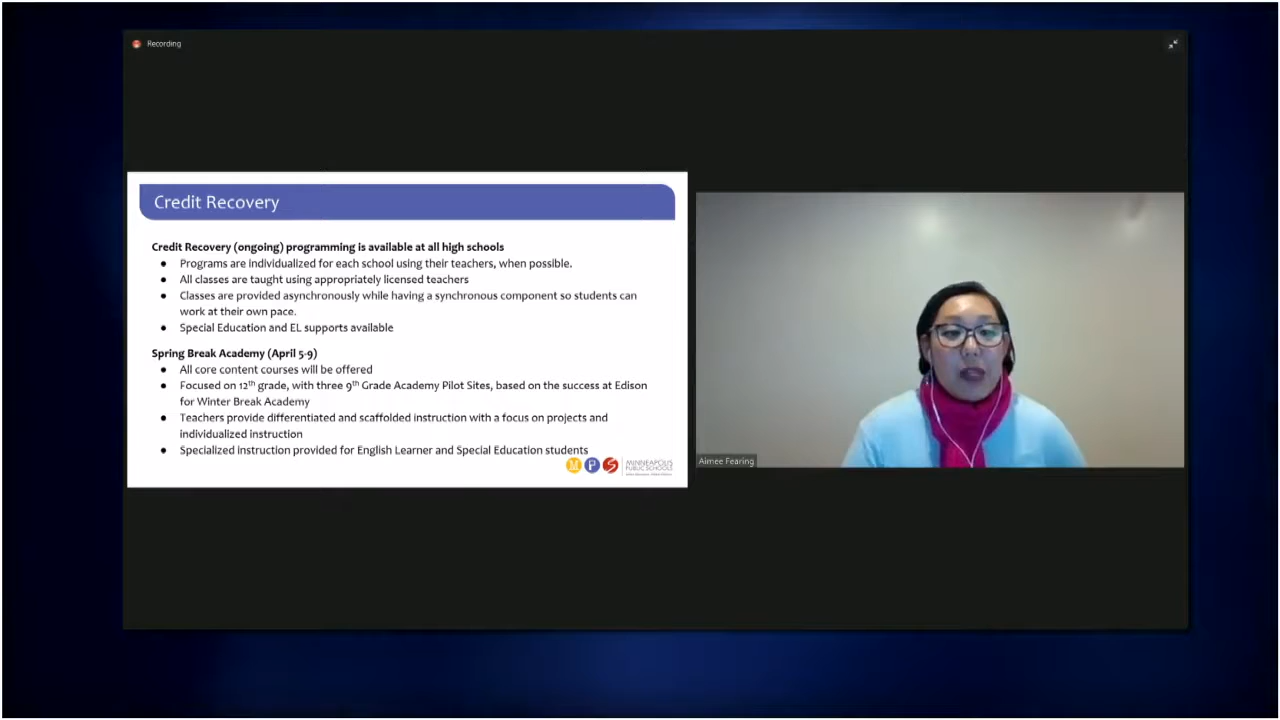 Recording
Credit Recovery
Credit Recovery (ongoing) programming is available at all high schools
● Programs are individualized for each school using their teachers, when possible.
● All classes are taught using appropriately licensed teachers
● Classes are provided asynchronously while having a synchronous component so students can
work at their own pace.
● Special Education and EL supports available
Spring Break Academy (April 5-9)
● All core content courses will be offered
● Focused on 12th grade, with three 9th Grade Academy Pilot Sites, based on the success at Edison
for Winter Break Academy
● Teachers provide differentiated and scaffolded instruction with a focus on projects and
individualized instruction
● Specialized instruction provided for English Learner and Special Education students
M P S
MINNEAPOLIS
PUBLIC SCHOOLS
Aimee Fearing